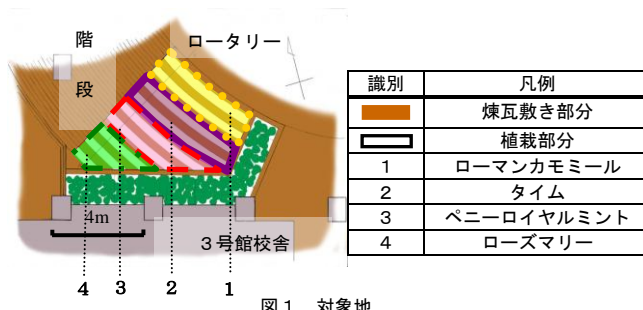 階
段
ロータリー
4m
3号館校舎
4 3 2 1
識別 凡例
煉瓦敷き部分
植栽部分
1 ローマンカモミール
2 タイム
3 ペニーロイヤルミント
4 ローズマリー
図1 対象地